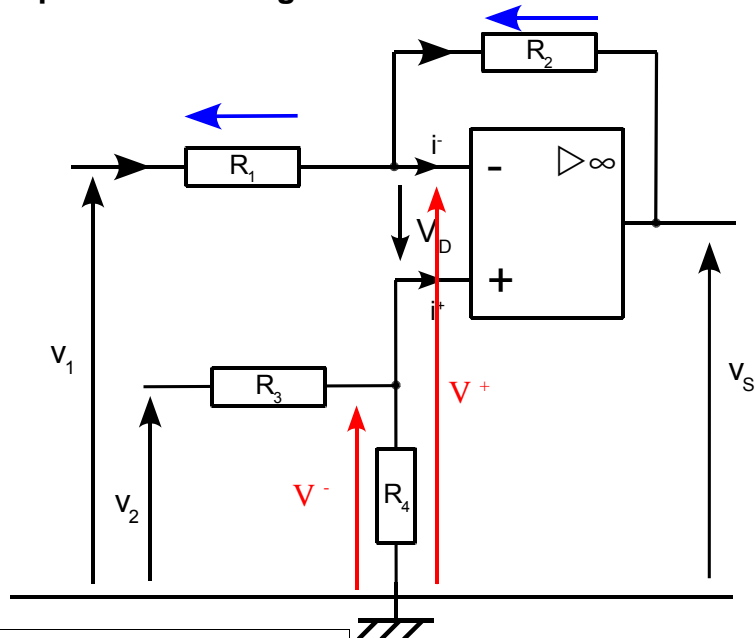 R2
R1
i-
- ▷∞
VD
+
i+
v1
R3
V +
vS
V -
R4
v2